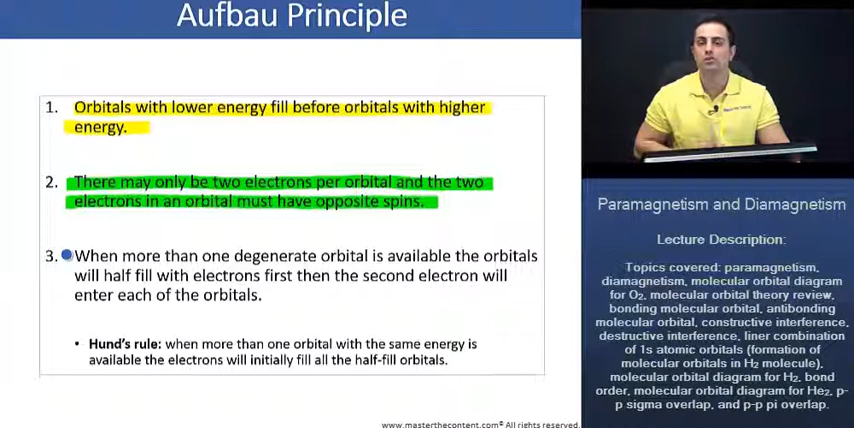 Aufbau Principle
1. Orbitals with lower energy fill before orbitals with higher
energy.
2. There may only be two electrons per orbital and the two
electrons in an orbital must have opposite spins.
3. When more than one degenerate orbital is available the orbitals
will half fill with electrons first then the second electron will
enter each of the orbitals.
• Hund's rule: when more than one orbital with the same energy is
available the electrons will initially fill all the half-fill orbitals.
www.masterthecontent.com® All rights reserved.
Paramagnetism and Diamagnetism
Lecture Description:
Topics covered: paramagnetism,
diamagnetism, molecular orbital diagram
for O2, molecular orbital theory review,
bonding molecular orbital, antibonding
molecular orbital, constructive interference,
destructive interference, liner combination
of 1s atomic orbitals (formation of
molecular orbitals in H2 molecule),
molecular orbital diagram for H2, bond
order, molecular orbital diagram for He2, p-
p sigma overlap, and p-p pi overlap.